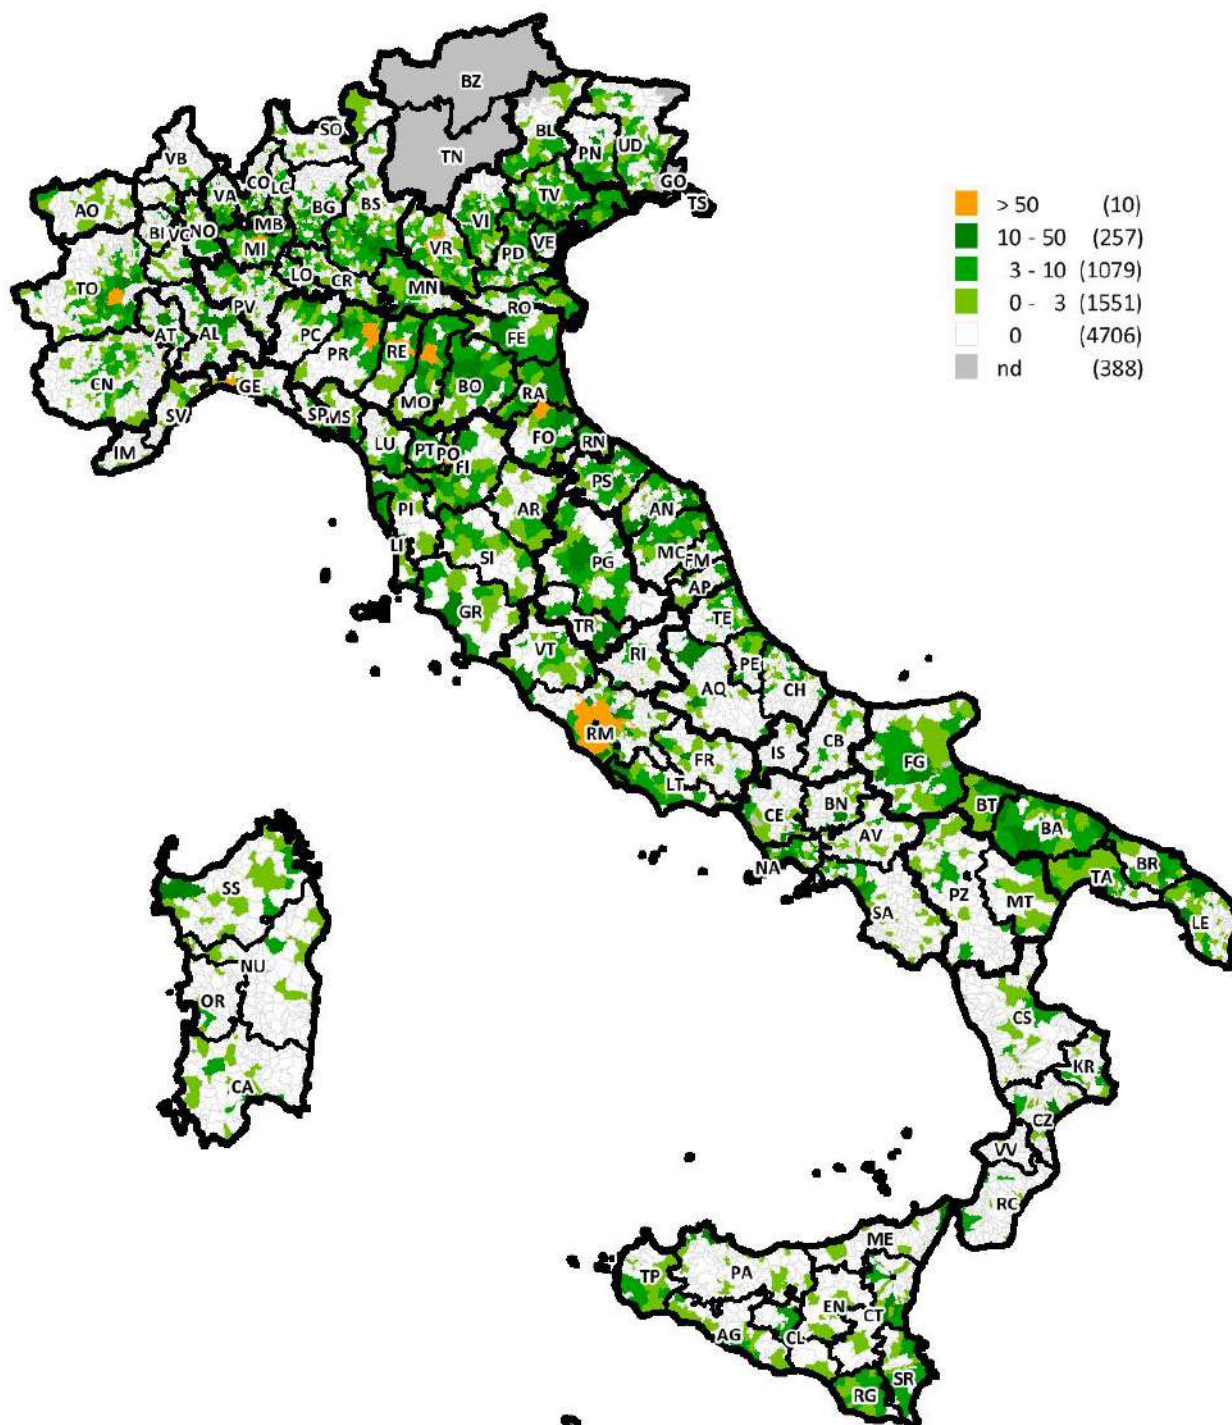 BZ
SO
BL
VB
TN
PN
UD
CO
LC
GO
> 50 (10)
AO
VA
BG
BS
TV
TS
10 - 50 (257)
BI
VC
NO
MB
VI
3 - 10 (1079)
MI
VR
PD
VE
0 - 3 (1551)
TO
LO
CR
MN
0 (4706)
PV
RO
nd (388)
AT
AL
PC
PR
RE
FE
CN
GE
MO
BO
RA
SV
SP
MS
FO
RN
IM
LU
PT
PO
FI
PS
PI
AR
AN
LI
SI
PG
MC
FM
AP
GR
TR
TE
VT
RI
PE
AQ
CH
RM
IS
CB
FR
FG
LT
CE
BN
BT
AV
BA
NA
BR
SS
SA
PZ
MT
TA
LE
NU
OR
CS
CA
KR
CZ
VV
RC
ME
TP
PA
EN
CT
AG
CL
SR
RG